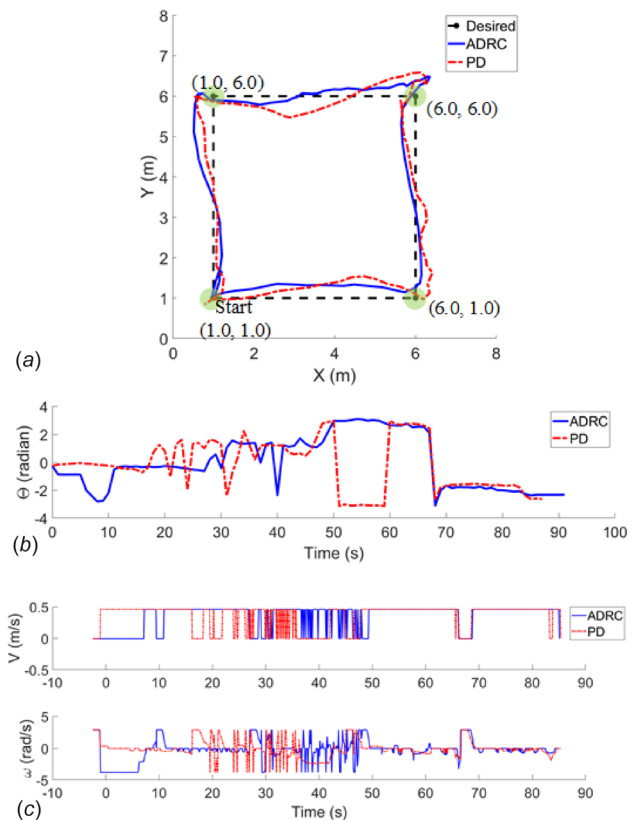 8
7
6
5
4
3
2
1
0
Y (m)
Desired
ADRC
PD
(1.0, 6.0)
(6.0, 6.0)
Start
(1.0, 1.0)
(6.0, 1.0)
0 2 4 6 8
X (m)
(a)
4
2
0
-2
-4
Θ (radian)
ADRC
PD
0 10 20 30 40 50 60 70 80 90 100
Time (s)
(b)
0.5
0
-0.5
V (m/s)
ADRC
PD
-10 0 10 20 30 40 50 60 70 80 90
5
0
-5
ω (rad/s)
-10 0 10 20 30 40 50 60 70 80 90
Time (s)
(c)